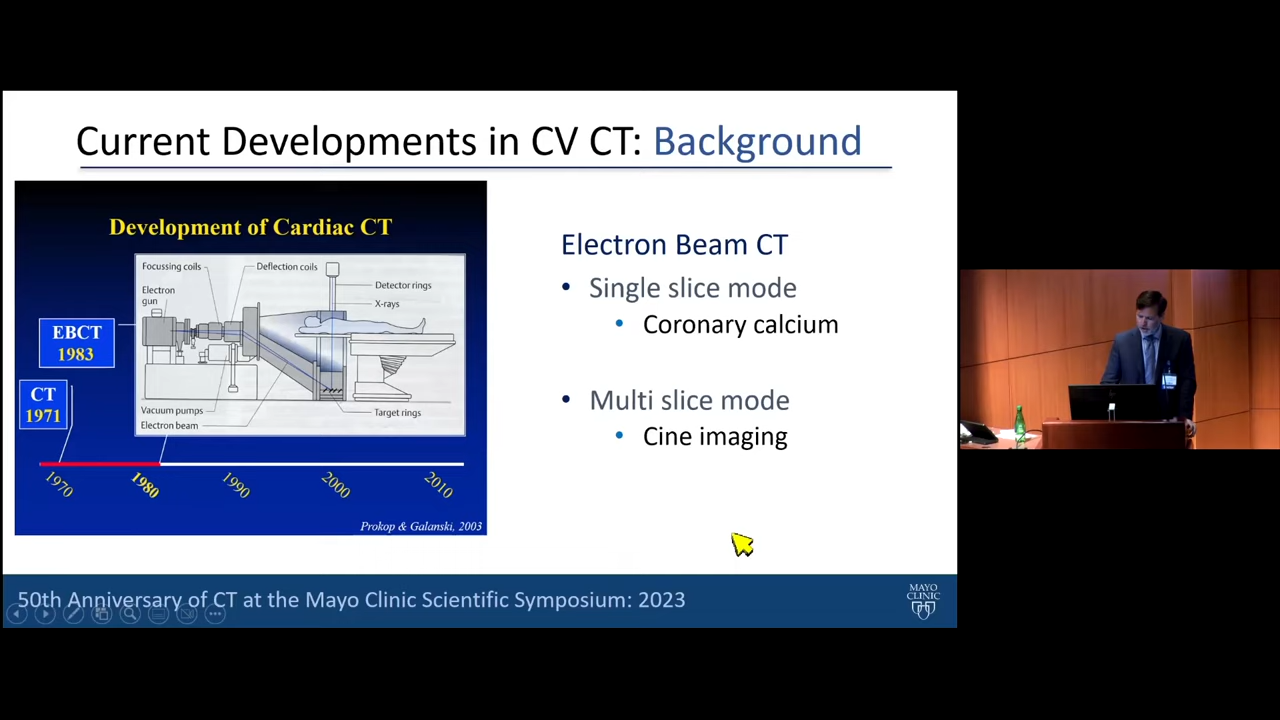 Current Developments in CV CT: Background
Development of Cardiac CT
Focussing coils
Deflection coils
Detector rings
Electron
gun
X-rays
EBCT
1983
CT
1971
Vacuum pumps
Target rings
Electron beam
1970
1980
1990
2000
2010
Prokop & Galanski, 2003
Electron Beam CT
• Single slice mode
• Coronary calcium
• Multi slice mode
• Cine imaging
50th Anniversary of CT at the Mayo Clinic Scientific Symposium: 2023
MAYO
CLINIC